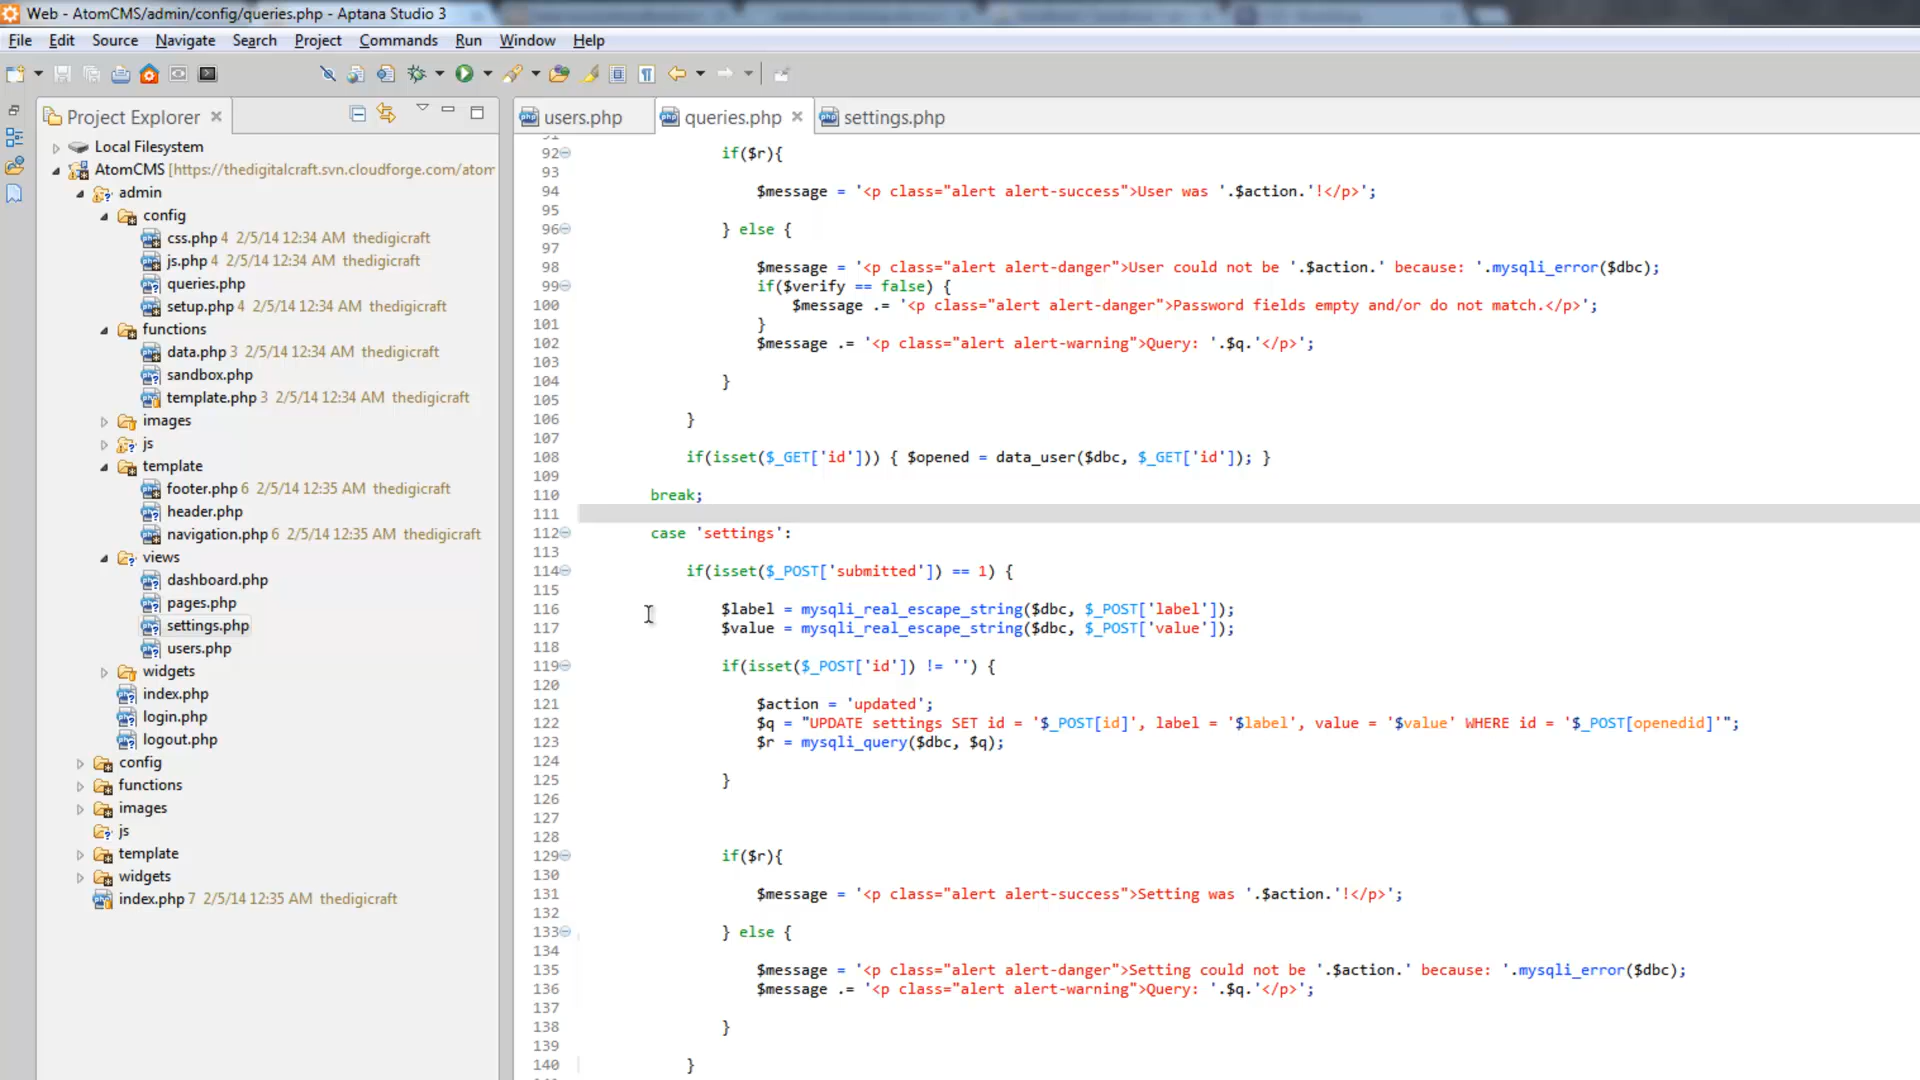 Web - AtomCMS/admin/config/queries.php - Aptana Studio 3
File Edit Source Navigate Search Project Commands Run Window Help
Project Explorer
users.php queries.php settings.php
Local Filesystem
AtomCMS [https://thedigitalcraft.svn.cloudforge.com/atom
admin
config
css.php 4 2/5/14 12:34 AM thedigicraft
js.php 4 2/5/14 12:34 AM thedigicraft
queries.php
setup.php 4 2/5/14 12:34 AM thedigicraft
functions
data.php 3 2/5/14 12:34 AM thedigicraft
sandbox.php
template.php 3 2/5/14 12:34 AM thedigicraft
images
js
template
footer.php 6 2/5/14 12:35 AM thedigicraft
header.php
navigation.php 6 2/5/14 12:35 AM thedigicraft
views
dashboard.php
pages.php
settings.php
users.php
widgets
index.php
login.php
logout.php
config
functions
images
js
template
widgets
index.php 7 2/5/14 12:35 AM thedigicraft
91
92 if($r){
93
94 $message = '<p class="alert alert-success">User was '.$action.'!</p>';
95
96 } else {
97
98 $message = '<p class="alert alert-danger">User could not be '.$action.' because: '.mysqli_error($dbc);
99 if($verify == false) {
100 $message .= '<p class="alert alert-danger">Password fields empty and/or do not match.</p>';
101 }
102 $message .= '<p class="alert alert-warning">Query: '.$q.'</p>';
103
104 }
105
106 }
107
108 if(isset($_GET['id'])) { $opened = data_user($dbc, $_GET['id']); }
109
110 break;
111
112 case 'settings':
113
114 if(isset($_POST['submitted']) == 1) {
115
116 $label = mysqli_real_escape_string($dbc, $_POST['label']);
117 $value = mysqli_real_escape_string($dbc, $_POST['value']);
118
119 if(isset($_POST['id']) != '') {
120
121 $action = 'updated';
122 $q = "UPDATE settings SET id = '$_POST[id]', label = '$label', value = '$value' WHERE id = '$_POST[openedid]'";
123 $r = mysqli_query($dbc, $q);
124
125 }
126
127
128
129 if($r){
130
131 $message = '<p class="alert alert-success">Setting was '.$action.'!</p>';
132
133 } else {
134
135 $message = '<p class="alert alert-danger">Setting could not be '.$action.' because: '.mysqli_error($dbc);
136 $message .= '<p class="alert alert-warning">Query: '.$q.'</p>';
137
138 }
139
140 }